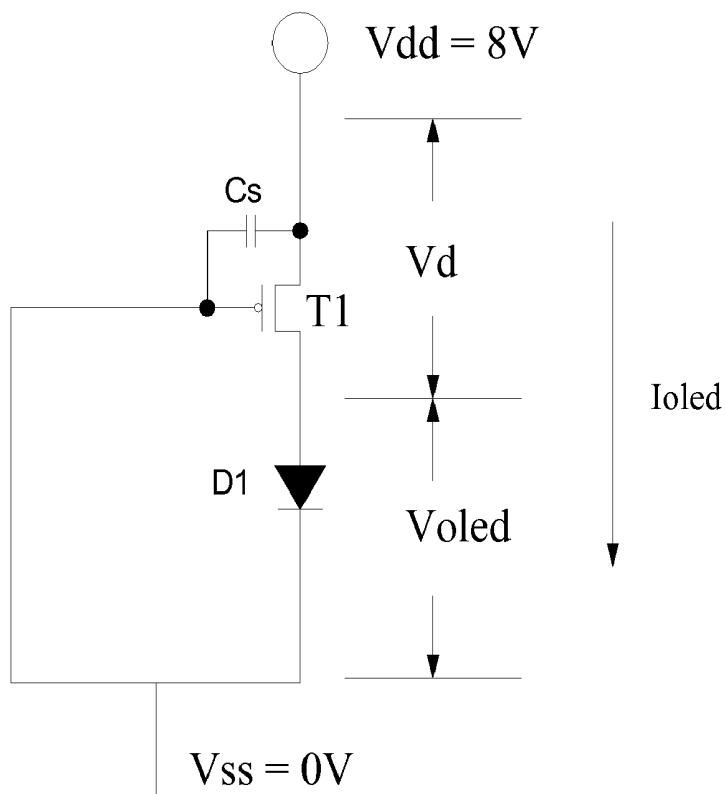 Vdd = 8V
Cs
Vd
T1
Ioled
D1
Voled
Vss = 0V